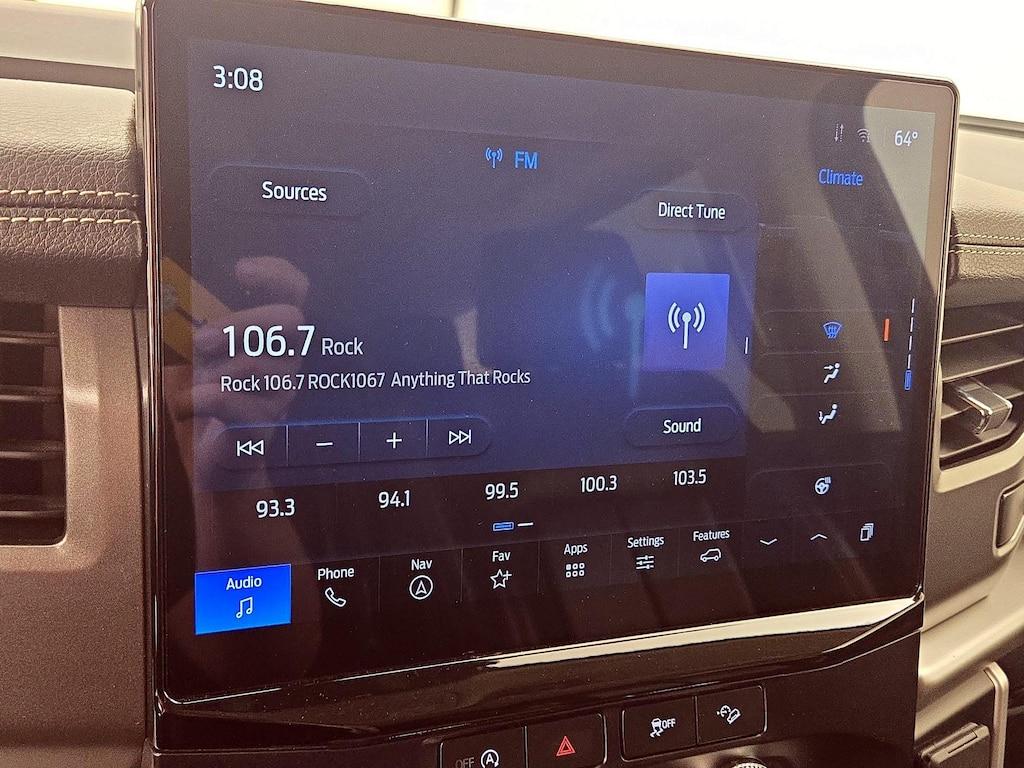 3:08
64°
FM
Climate
Sources
Direct Tune
106.7 Rock
Rock 106.7 ROCK1067 Anything That Rocks
Sound
93.3 94.1 99.5 100.3 103.5
Audio Phone Nav Fav Apps Settings Features
OFF A
OFF